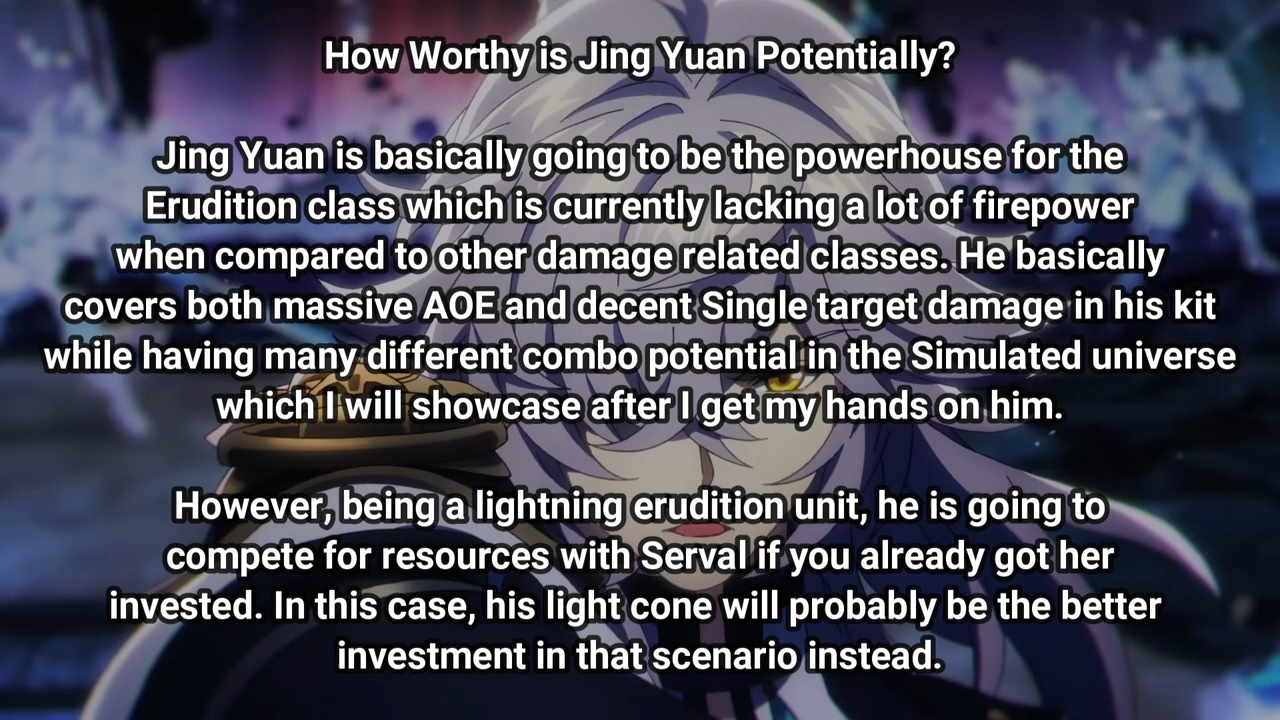 How Worthy is Jing Yuan Potentially?
Jing Yuan is basically going to be the powerhouse for the
Erudition class which is currently lacking a lot of firepower
when compared to other damage related classes. He basically
covers both massive AOE and decent Single target damage in his kit
while having many different combo potential in the Simulated universe
which I will showcase after I get my hands on him.
However, being a lightning erudition unit, he is going to
compete for resources with Serval if you already got her
invested. In this case, his light cone will probably be the better
investment in that scenario instead.